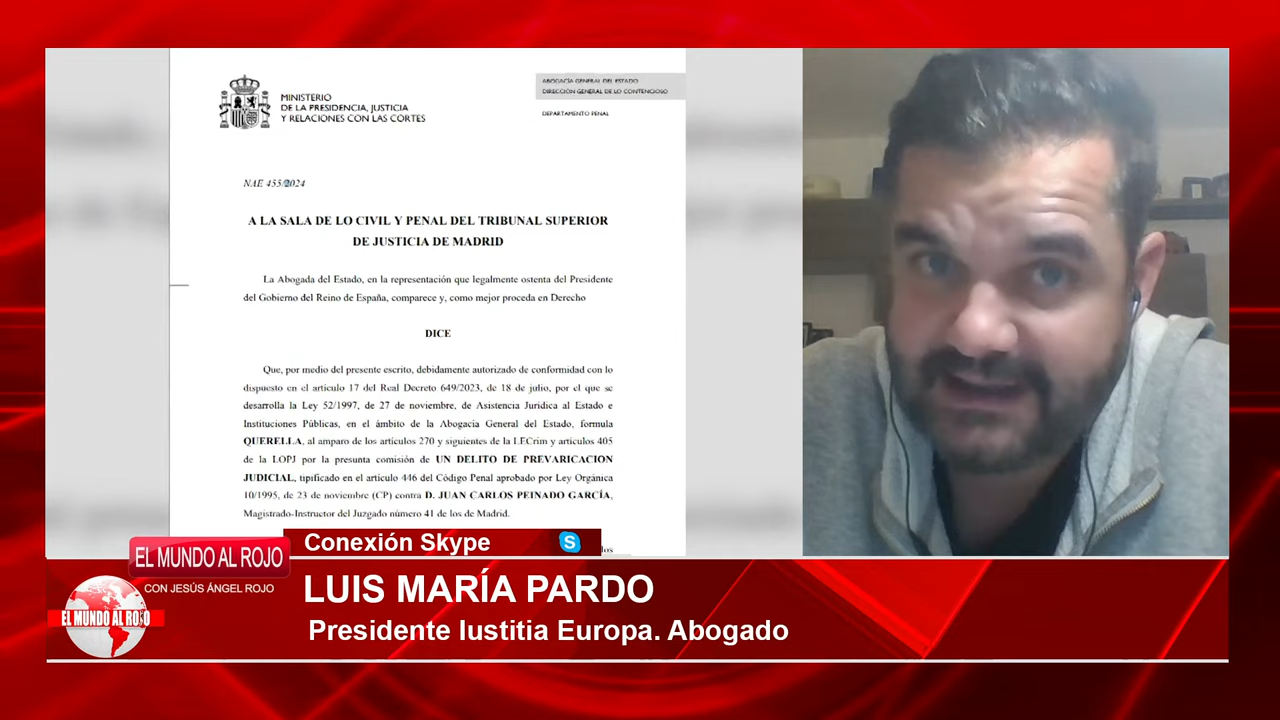 MINISTERIO
DE LA PRESIDENCIA, JUSTICIA
Y RELACIONES CON LAS CORTES
ABOGACÍA GENERAL DEL ESTADO
DIRECCIÓN GENERAL DE LO CONTENCIOSO
DEPARTAMENTO PENAL
NAE 455/2024
A LA SALA DE LO CIVIL Y PENAL DEL TRIBUNAL SUPERIOR
DE JUSTICIA DE MADRID
La Abogada del Estado, en la representación que legalmente ostenta del Presidente
del Gobierno del Reino de España, comparece y, como mejor proceda en Derecho
DICE
Que, por medio del presente escrito, debidamente autorizado de conformidad con lo
dispuesto en el artículo 17 del Real Decreto 649/2023, de 18 de julio, por el que se
desarrolla la Ley 52/1997, de 27 de noviembre, de Asistencia Jurídica al Estado e
Instituciones Públicas, en el ámbito de la Abogacía General del Estado, formula
QUERELLA, al amparo de los artículos 270 y siguientes de la LECrim y artículos 405
de la LOPJ por la presunta comisión de UN DELITO DE PREVARICACION
JUDICIAL, tipificado en el artículo 446 del Código Penal aprobado por Ley Orgánica
10/1995, de 23 de noviembre (CP) contra D. JUAN CARLOS PEINADO GARCÍA,
Magistrado-Instructor del Juzgado número 41 de los de Madrid.
Conexión Skype
EL MUNDO AL ROJO
CON JESÚS ÁNGEL ROJO
EL MUNDO AL ROJO
LUIS MARÍA PARDO
Presidente Iustitia Europa. Abogado